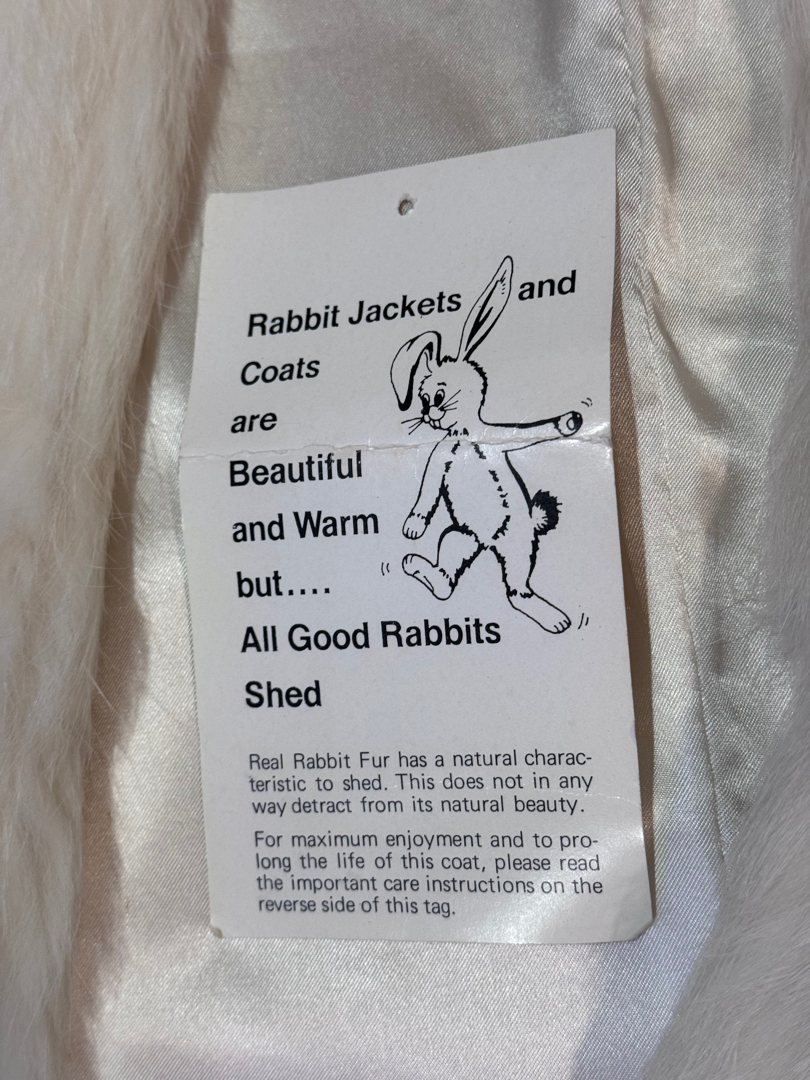 Rabbit Jackets and
Coats
are
Beautiful
and Warm
but....
All Good Rabbits
Shed
Real Rabbit Fur has a natural charac-
teristic to shed. This does not in any
way detract from its natural beauty.
For maximum enjoyment and to pro-
long the life of this coat, please read
the important care instructions on the
reverse side of this tag.